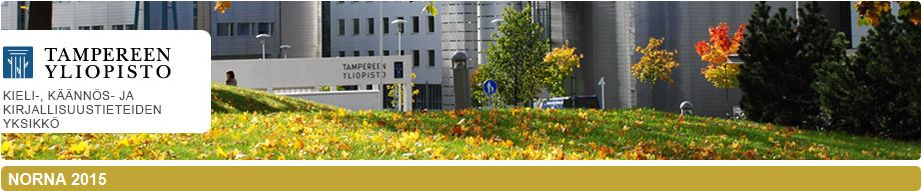 TAMPEREEN
YLIOPISTO
KIELI-, KÄÄNNÖS- JA
KIRJALLISUUSTIETEIDEN
YKSIKKÖ
TAMPEREEN
YLIOPISTO
NORNA 2015